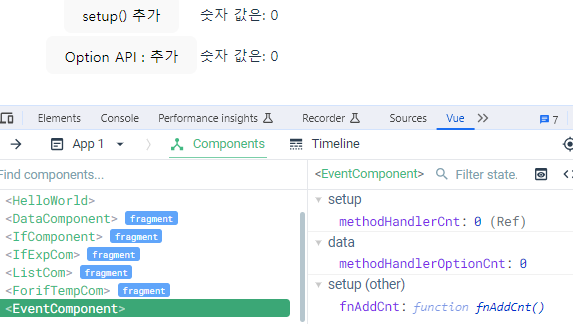 setup() 추가 숫자 값은: 0
Option API : 추가 숫자 값은: 0
Elements Console Performance insights Recorder Sources Vue 7
App 1 Components Timeline
Find components... <EventComponent> Filter state.
<HelloWorld>
<DataComponent> fragment
<IfComponent> fragment
<IfExpCom> fragment
<ListCom> fragment
<ForifTempCom> fragment
<EventComponent>
setup
methodHandlerCnt: 0 (Ref)
data
methodHandlerOptionCnt: 0
setup (other)
fnAddCnt: function fnAddCnt()